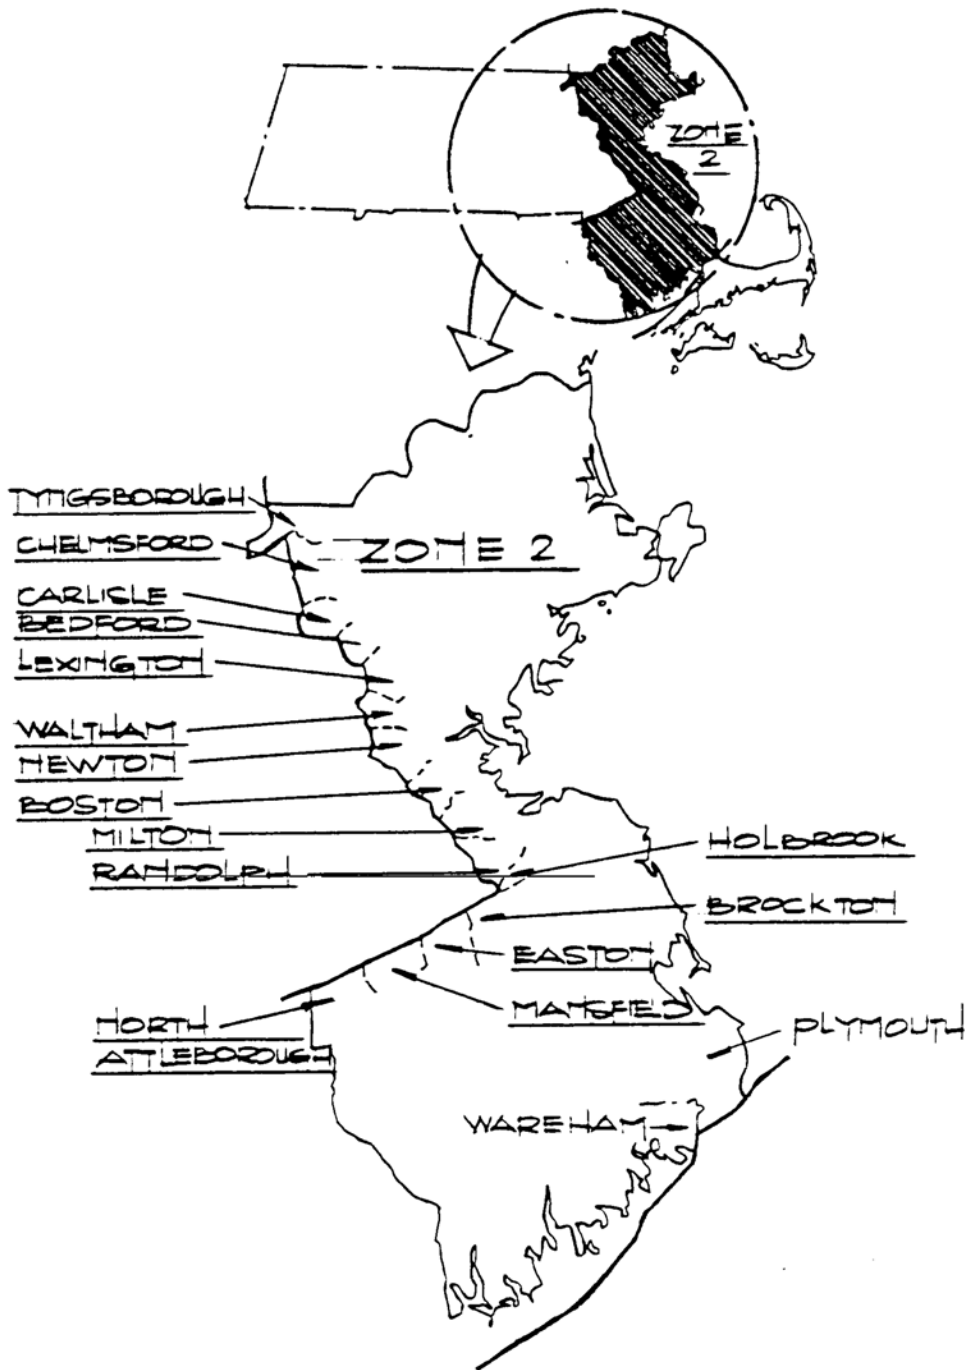 ZONE
2
TYNGSBOROUGH
CHELMSFORD
ZONE 2
CARLISLE
BEDFORD
LEXINGTON
WALTHAM
NEWTON
BOSTON
MILTON
RANDOLPH
HOLBROOK
BROCKTON
EASTON
MANSFIELD
NORTH
ATTLEBOROUGH
PLYMOUTH
WAREHAM